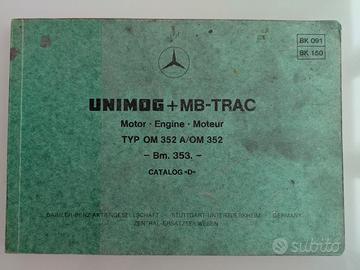 BK 091
BK 150
UNIMOG + MB-TRAC
Motor · Engine · Moteur
TYP OM 352 A/OM 352
– Bm. 353. –
CATALOG «D»
DAIMLER-BENZ AKTIENGESELLSCHAFT · STUTTGART-UNTERTÜRKHEIM · GERMANY
ZENTRAL-ERSATZTEILWESEN
subito